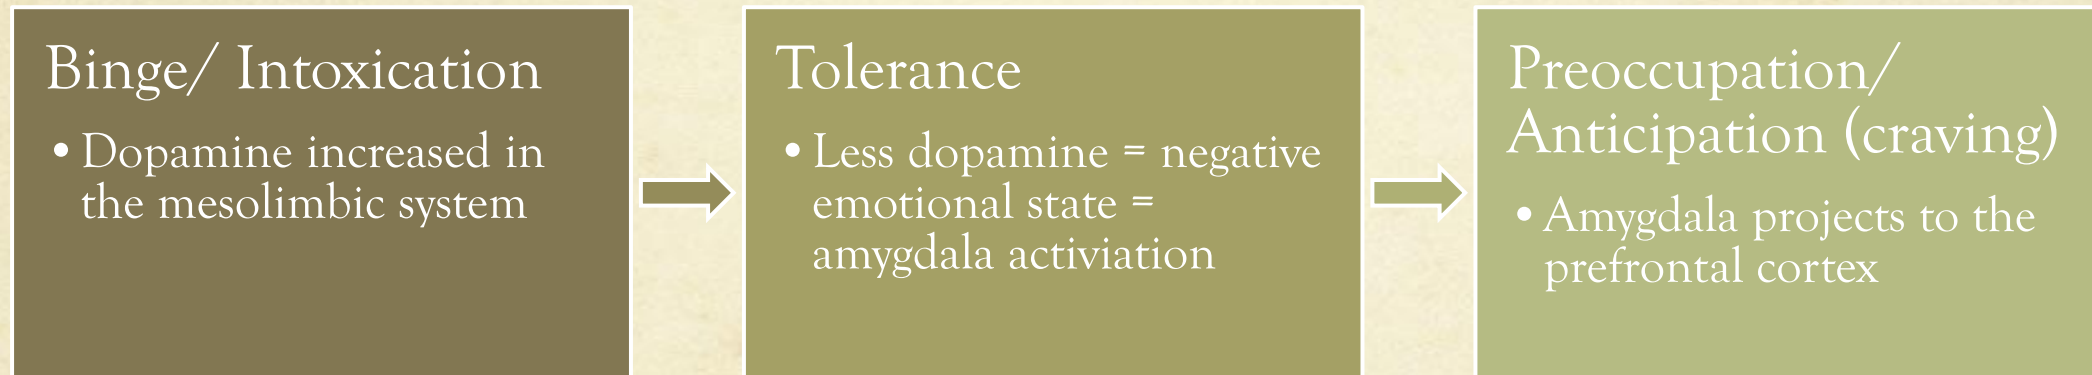 Binge/ Intoxication
• Dopamine increased in
the mesolimbic system
Tolerance
• Less dopamine = negative
emotional state =
amygdala activiation
Preoccupation/
Anticipation (craving)
• Amygdala projects to the
prefrontal cortex